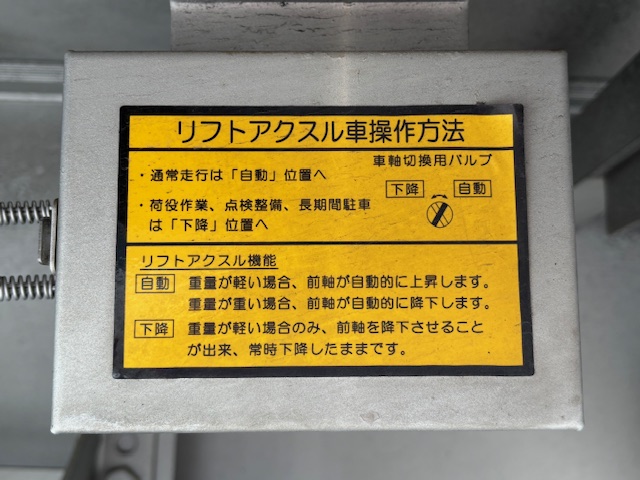 リフトアクスル車操作方法
車軸切換用バルブ
・通常走行は「自動」位置へ
下降 自動
・荷役作業、点検整備、長期間駐車
は「下降」位置へ
リフトアクスル機能
自動 重量が軽い場合、前軸が自動的に上昇します。
重量が重い場合、前軸が自動的に降下します。
下降 重量が軽い場合のみ、前軸を降下させること
が出来、常時下降したままです。